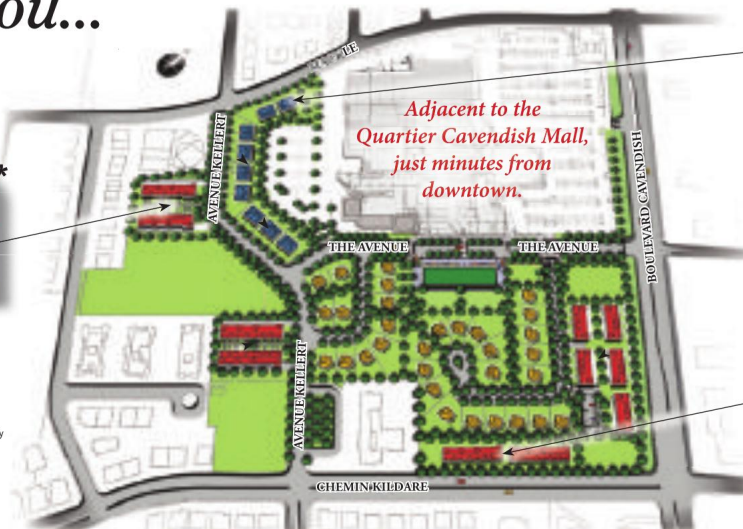 ou...
LE
Adjacent to the
Quartier Cavendish Mall,
just minutes from
downtown.
*
AVENUE KELLERT
BOULEVARD CAVENDISH
THE AVENUE
THE AVENUE
AVENUE KELLERT
y
CHEMIN KILDARE